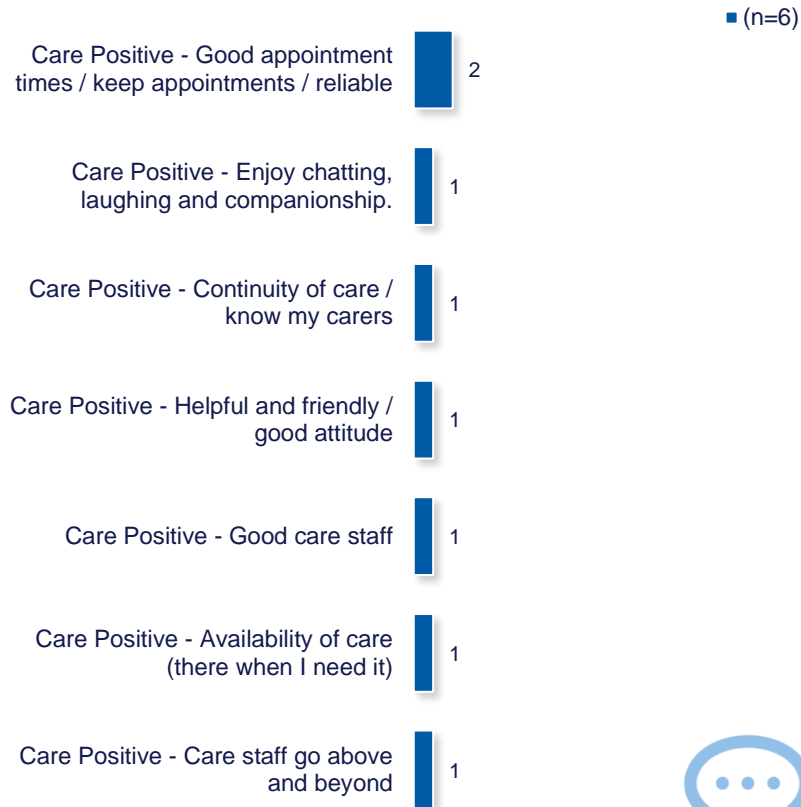 (n=6)
Care Positive - Good appointment
times / keep appointments / reliable
2
Care Positive - Enjoy chatting,
laughing and companionship.
1
Care Positive - Continuity of care /
know my carers
1
Care Positive - Helpful and friendly /
good attitude
1
Care Positive - Good care staff
1
Care Positive - Availability of care
(there when I need it)
1
Care Positive - Care staff go above
and beyond
1